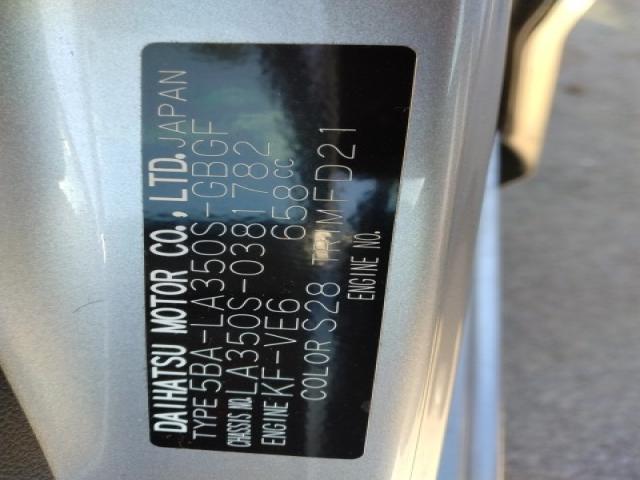 DAIHATSU MOTOR CO., LTD. JAPAN
TYPE 5BA-LA350S-GBGF
CHASSIS NO. LA350S-0381782
ENGINE KF-VE6 658cc
COLOR S28 TRIM FD21
ENGINE NO.